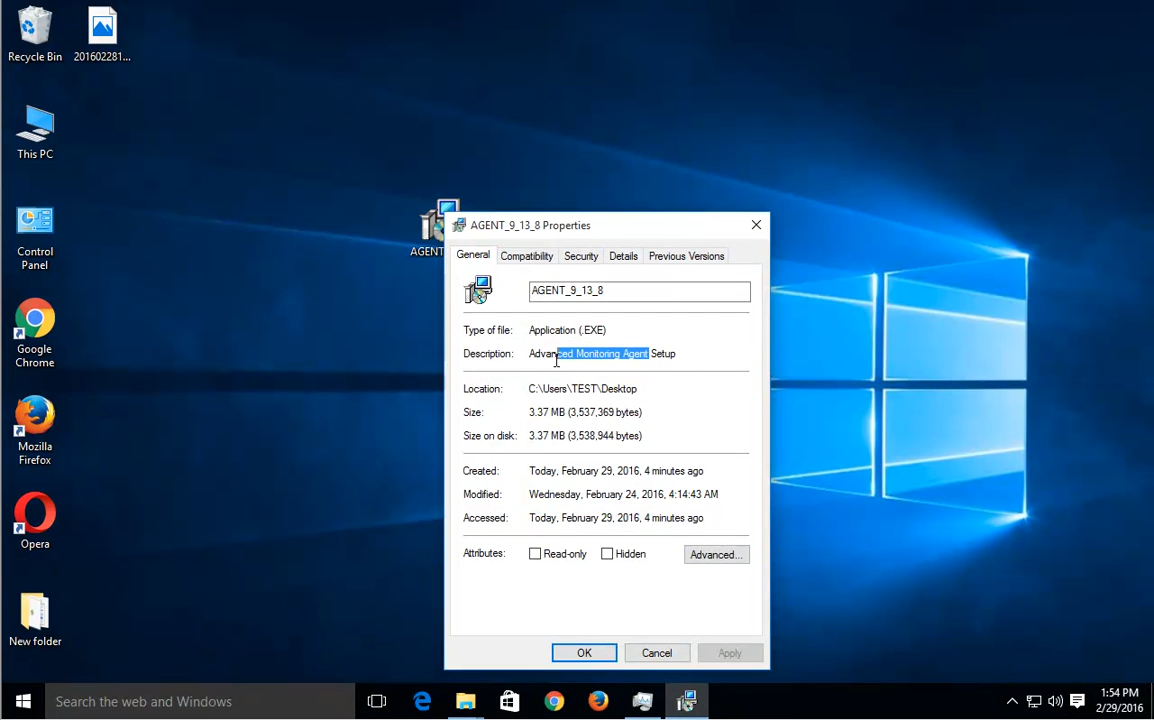 Recycle Bin
201602281...
This PC
Control
Panel
Google
Chrome
Mozilla
Firefox
Opera
New folder
AGENT
AGENT_9_13_8 Properties
General
Compatibility
Security
Details
Previous Versions
AGENT_9_13_8
Type of file: Application (.EXE)
Description: Advanced Monitoring Agent Setup
Location: C:\Users\TEST\Desktop
Size: 3.37 MB (3,537,369 bytes)
Size on disk: 3.37 MB (3,538,944 bytes)
Created: Today, February 29, 2016, 4 minutes ago
Modified: Wednesday, February 24, 2016, 4:14:43 AM
Accessed: Today, February 29, 2016, 4 minutes ago
Attributes: Read-only Hidden Advanced...
OK
Cancel
Apply
Search the web and Windows
1:54 PM
2/29/2016